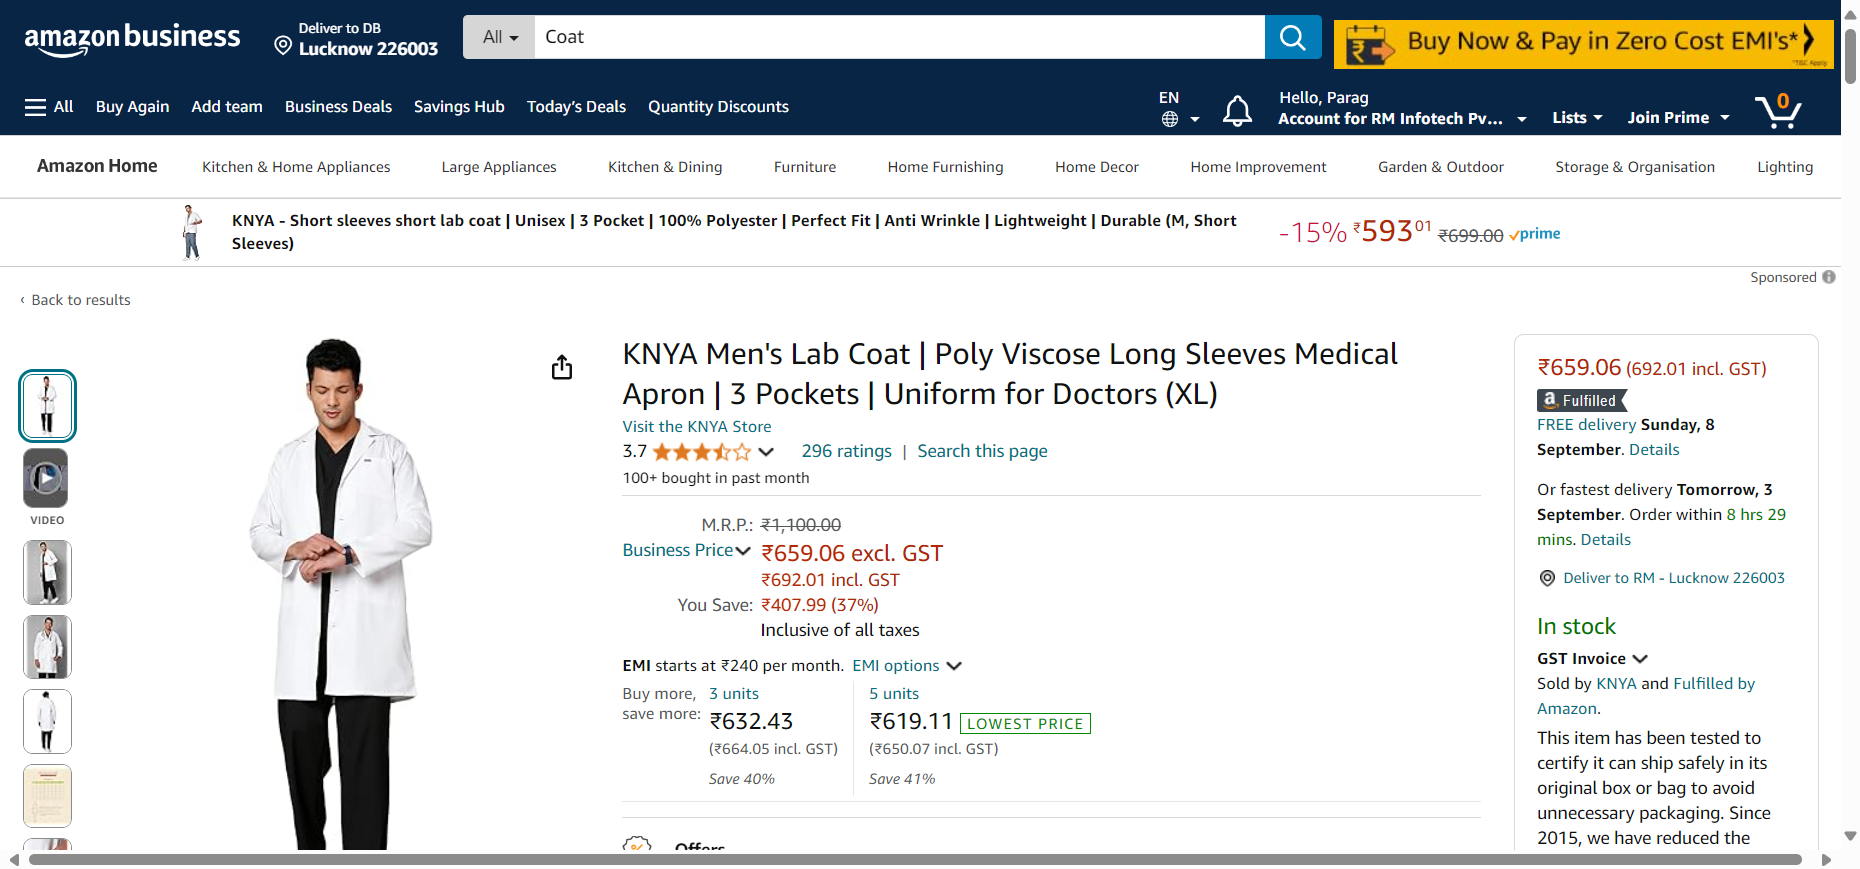 amazon business
Deliver to DB
Lucknow 226003
All
Coat
Buy Now & Pay in Zero Cost EMI's*
*T&C Apply
All
Buy Again
Add team
Business Deals
Savings Hub
Today's Deals
Quantity Discounts
EN
Hello, Parag
Account for RM Infotech Pv...
Lists
Join Prime
0
Amazon Home
Kitchen & Home Appliances
Large Appliances
Kitchen & Dining
Furniture
Home Furnishing
Home Decor
Home Improvement
Garden & Outdoor
Storage & Organisation
Lighting
KNYA - Short sleeves short lab coat | Unisex | 3 Pocket | 100% Polyester | Perfect Fit | Anti Wrinkle | Lightweight | Durable (M, Short
Sleeves)
-15% ₹593 01 ₹699.00 prime
Sponsored
‹ Back to results
VIDEO
KNYA Men's Lab Coat | Poly Viscose Long Sleeves Medical
Apron | 3 Pockets | Uniform for Doctors (XL)
Visit the KNYA Store
3.7 296 ratings | Search this page
100+ bought in past month
M.R.P.: ₹1,100.00
Business Price ₹659.06 excl. GST
₹692.01 incl. GST
You Save: ₹407.99 (37%)
Inclusive of all taxes
EMI starts at ₹240 per month. EMI options
Buy more,
save more:
3 units
₹632.43
(₹664.05 incl. GST)
Save 40%
5 units
₹619.11 LOWEST PRICE
(₹650.07 incl. GST)
Save 41%
Offers
₹659.06 (692.01 incl. GST)
a Fulfilled
FREE delivery Sunday, 8
September. Details
Or fastest delivery Tomorrow, 3
September. Order within 8 hrs 29
mins. Details
Deliver to RM - Lucknow 226003
In stock
GST Invoice
Sold by KNYA and Fulfilled by
Amazon.
This item has been tested to
certify it can ship safely in its
original box or bag to avoid
unnecessary packaging. Since
2015, we have reduced the